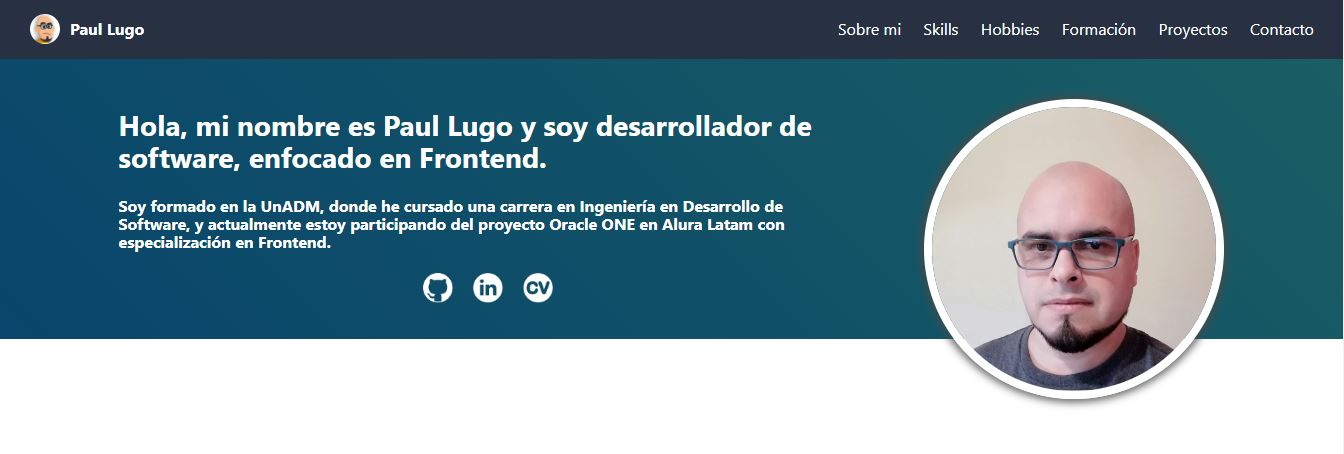 Paul Lugo
Sobre mi Skills Hobbies Formación Proyectos Contacto
Hola, mi nombre es Paul Lugo y soy desarrollador de
software, enfocado en Frontend.
Soy formado en la UnADM, donde he cursado una carrera en Ingeniería en Desarrollo de
Software, y actualmente estoy participando del proyecto Oracle ONE en Alura Latam con
especialización en Frontend.
in CV